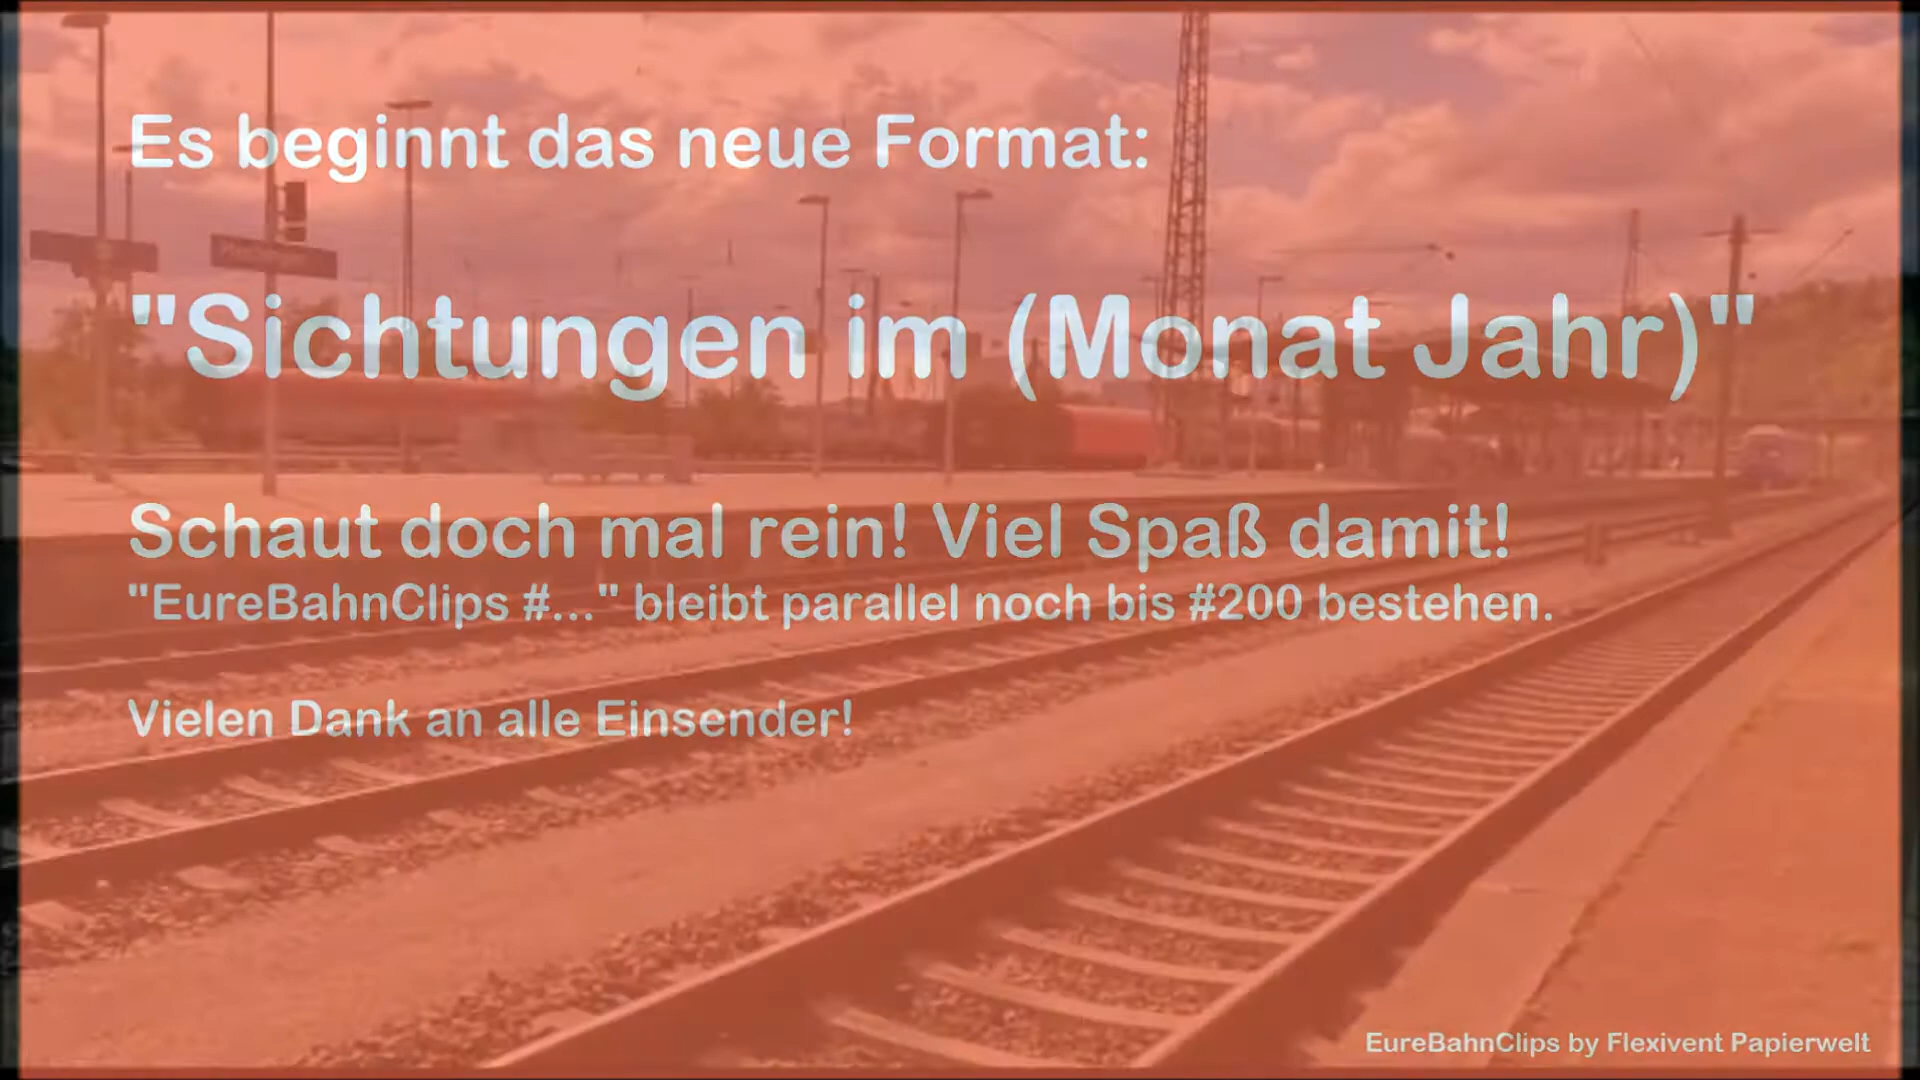 Es beginnt das neue Format:
"Sichtungen im (Monat Jahr)"
Schaut doch mal rein! Viel Spaß damit!
"EureBahnClips #..." bleibt parallel noch bis #200 bestehen.
Vielen Dank an alle Einsender!
EureBahnClips by Flexivent Papierwelt